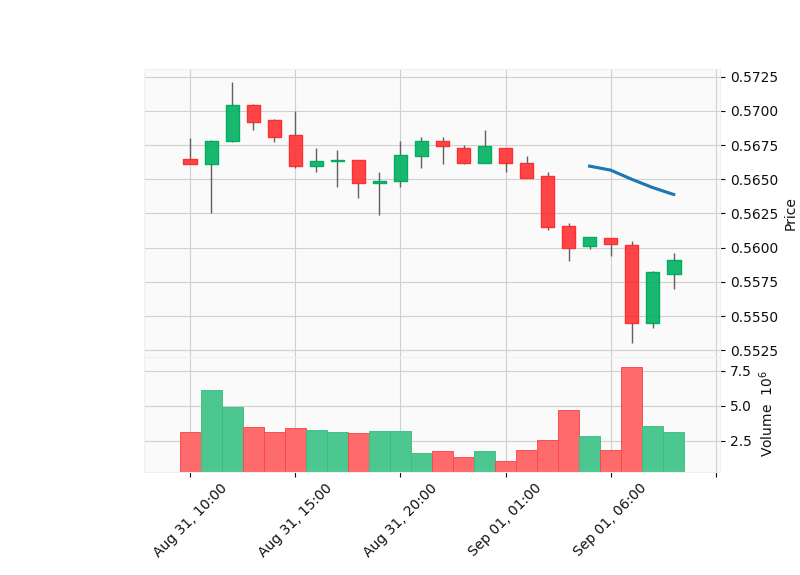 0.5725
0.5700
0.5675
0.5650
0.5625
0.5600
0.5575
0.5550
0.5525
Price
7.5
5.0
2.5
Volume 10⁶
Aug 31, 10:00
Aug 31, 15:00
Aug 31, 20:00
Sep 01, 01:00
Sep 01, 06:00